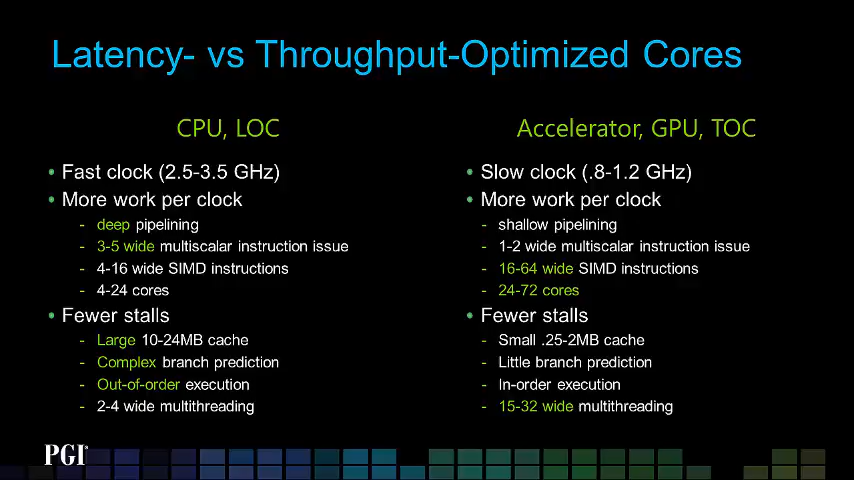 Latency- vs Throughput-Optimized Cores
CPU, LOC
• Fast clock (2.5-3.5 GHz)
• More work per clock
- deep pipelining
- 3-5 wide multiscalar instruction issue
- 4-16 wide SIMD instructions
- 4-24 cores
• Fewer stalls
- Large 10-24MB cache
- Complex branch prediction
- Out-of-order execution
- 2-4 wide multithreading
Accelerator, GPU, TOC
• Slow clock (.8-1.2 GHz)
• More work per clock
- shallow pipelining
- 1-2 wide multiscalar instruction issue
- 16-64 wide SIMD instructions
- 24-72 cores
• Fewer stalls
- Small .25-2MB cache
- Little branch prediction
- In-order execution
- 15-32 wide multithreading
PGI®